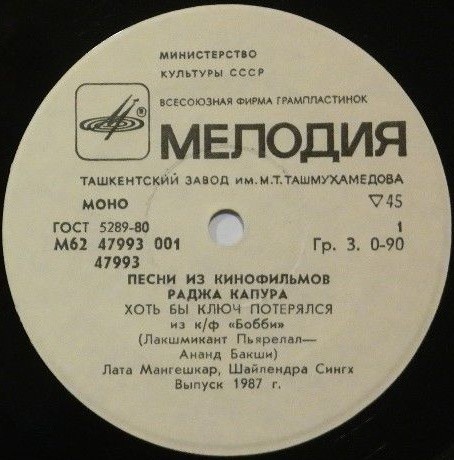 МИНИСТЕРСТВО
КУЛЬТУРЫ СССР
®
ВСЕСОЮЗНАЯ ФИРМА ГРАМПЛАСТИНОК
МЕЛОДИЯ
ТАШКЕНТСКИЙ ЗАВОД ИМ. М.Т. ТАШМУХАМЕДОВА
МОНО ▽45
ГОСТ 5289-80 1
М62 47993 001 Гр. 3. 0-90
47993
ПЕСНИ ИЗ КИНОФИЛЬМОВ
РАДЖА КАПУРА
ХОТЬ БЫ КЛЮЧ ПОТЕРЯЛСЯ
из к/ф «Бобби»
(Лакшмикант Пьярелал—
Ананд Бакши)
Лата Мангешкар, Шайлендра Сингх
Выпуск 1987 г.